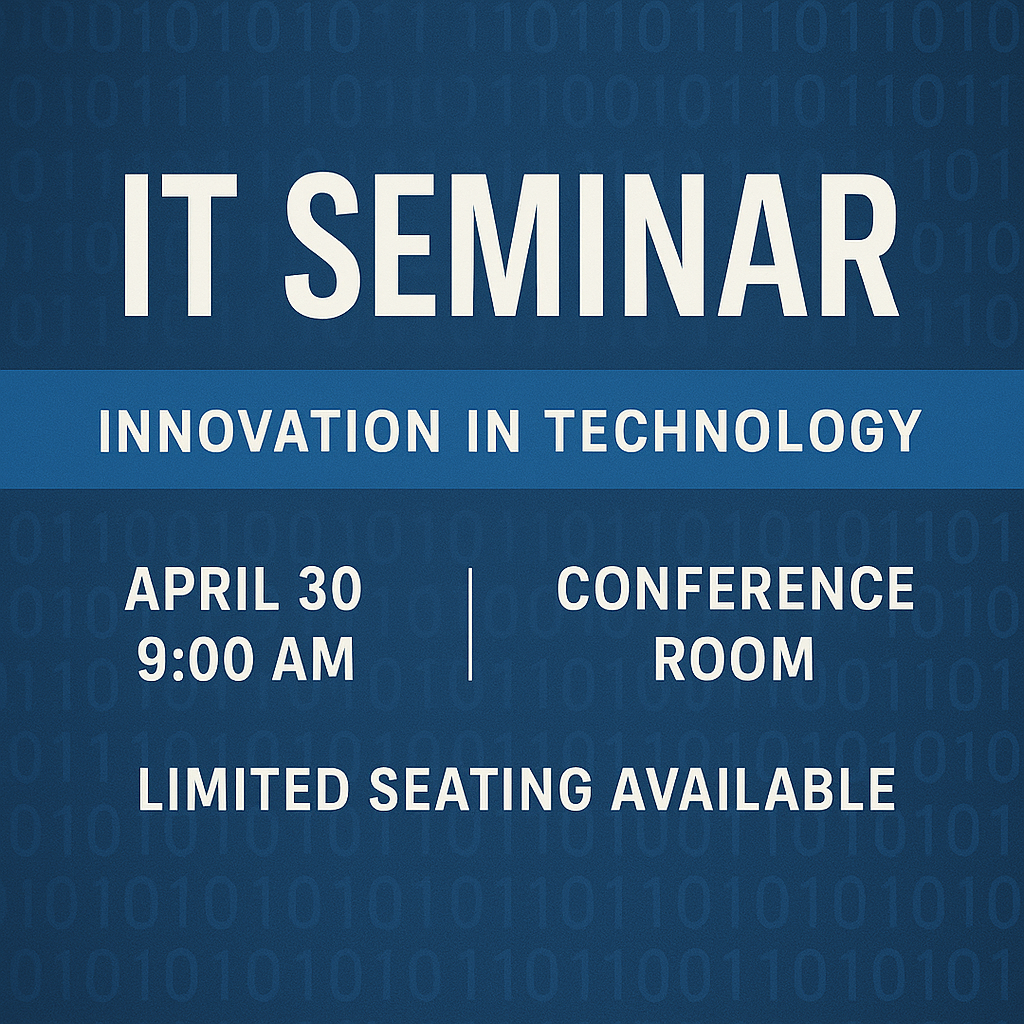 IT SEMINAR
INNOVATION IN TECHNOLOGY
APRIL 30
9:00 AM
CONFERENCE
ROOM
LIMITED SEATING AVAILABLE